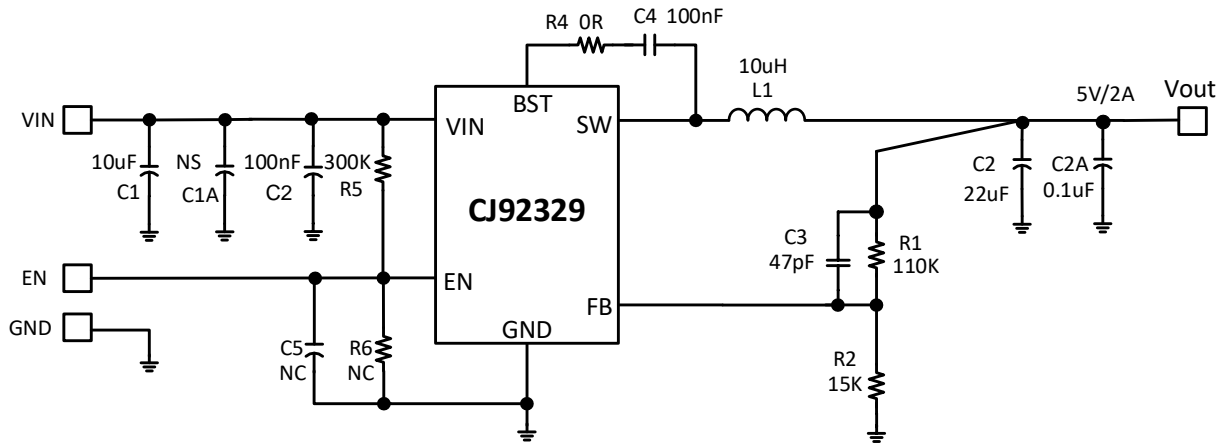 R4 0R
C4 100nF
BST
10uH
L1
5V/2A
Vout
VIN
VIN
SW
10uF
C1
NS
C1A
100nF
C2
300K
R5
CJ92329
C2
22uF
C2A
0.1uF
C3
47pF
R1
110K
EN
EN
FB
GND
GND
C5
NC
R6
NC
R2
15K